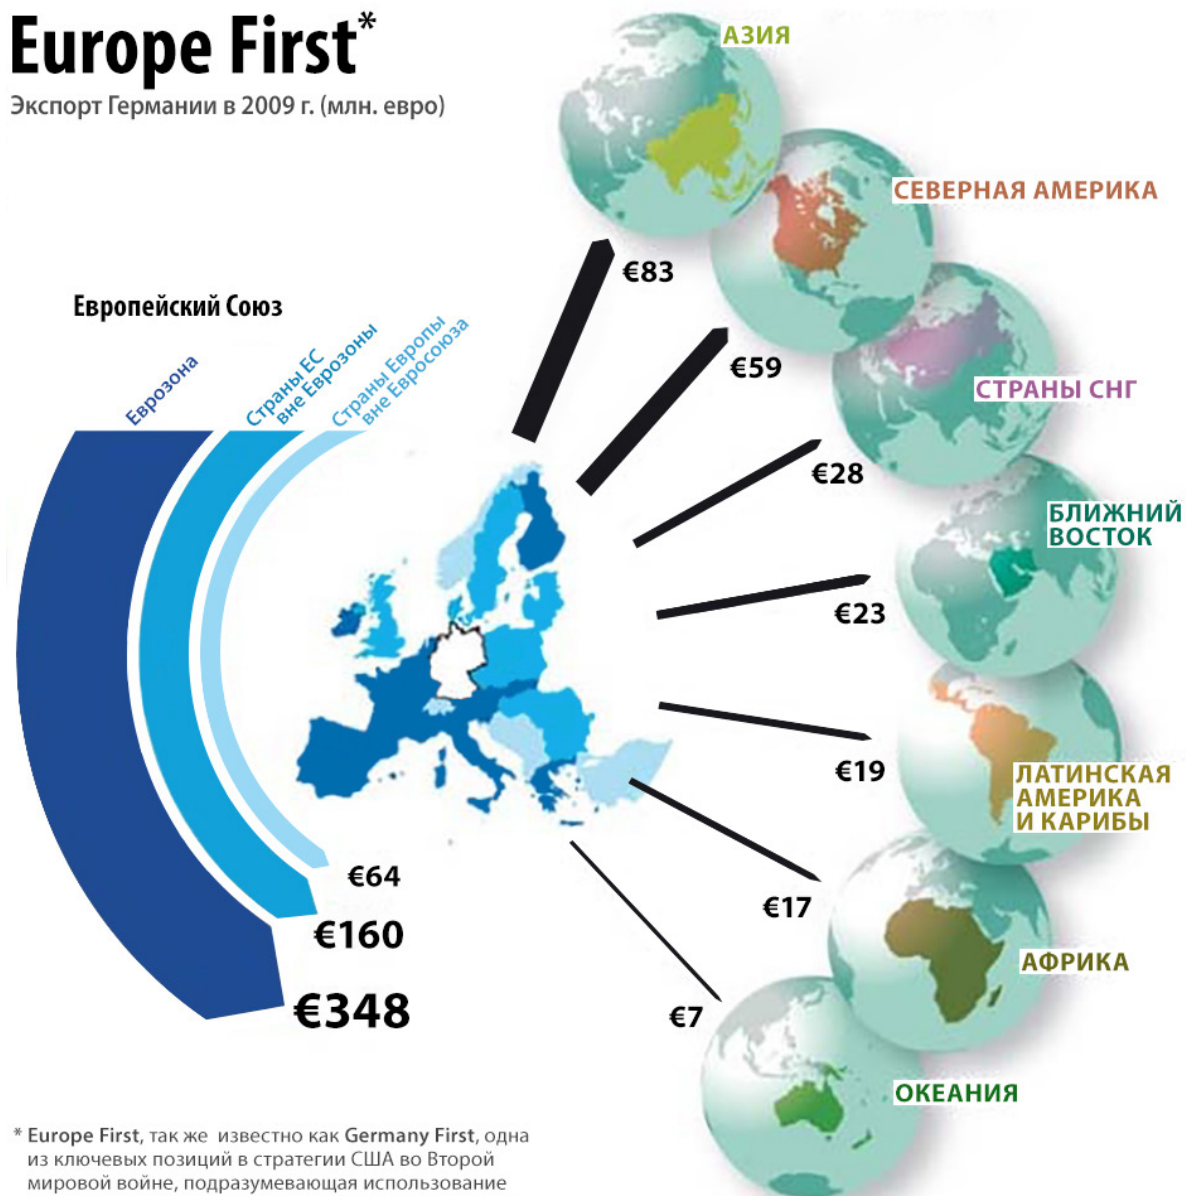 Europe First*
Экспорт Германии в 2009 г. (млн. евро)
Европейский Союз
Еврозона
Страны ЕС
вне Еврозоны
Страны Европы
вне Евросоюза
€64
€160
€348
АЗИЯ
€83
СЕВЕРНАЯ АМЕРИКА
€59
СТРАНЫ СНГ
€28
БЛИЖНИЙ
ВОСТОК
€23
ЛАТИНСКАЯ
АМЕРИКА
И КАРИБЫ
€19
АФРИКА
€17
ОКЕАНИЯ
€7
* Europe First, так же известно как Germany First, одна
из ключевых позиций в стратегии США во Второй
мировой войне, подразумевающая использование